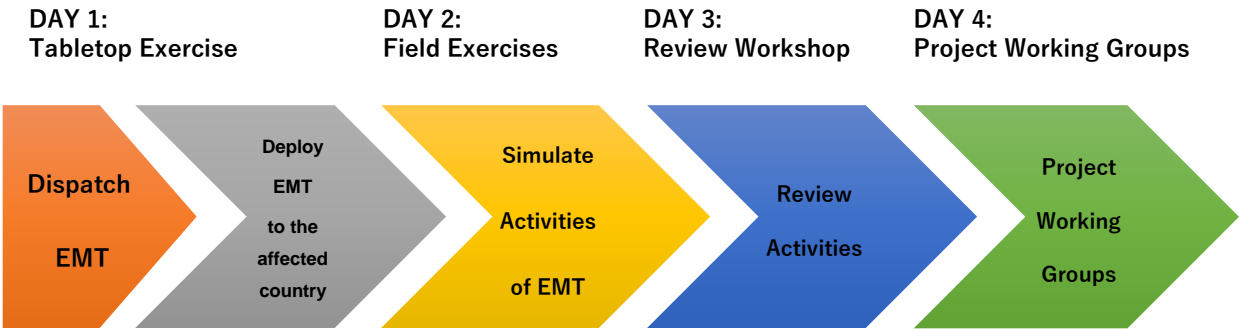 DAY 1:
Tabletop Exercise
DAY 2:
Field Exercises
DAY 3:
Review Workshop
DAY 4:
Project Working Groups
Dispatch
EMT
Deploy
EMT
to the
affected
country
Simulate
Activities
of EMT
Review
Activities
Project
Working
Groups